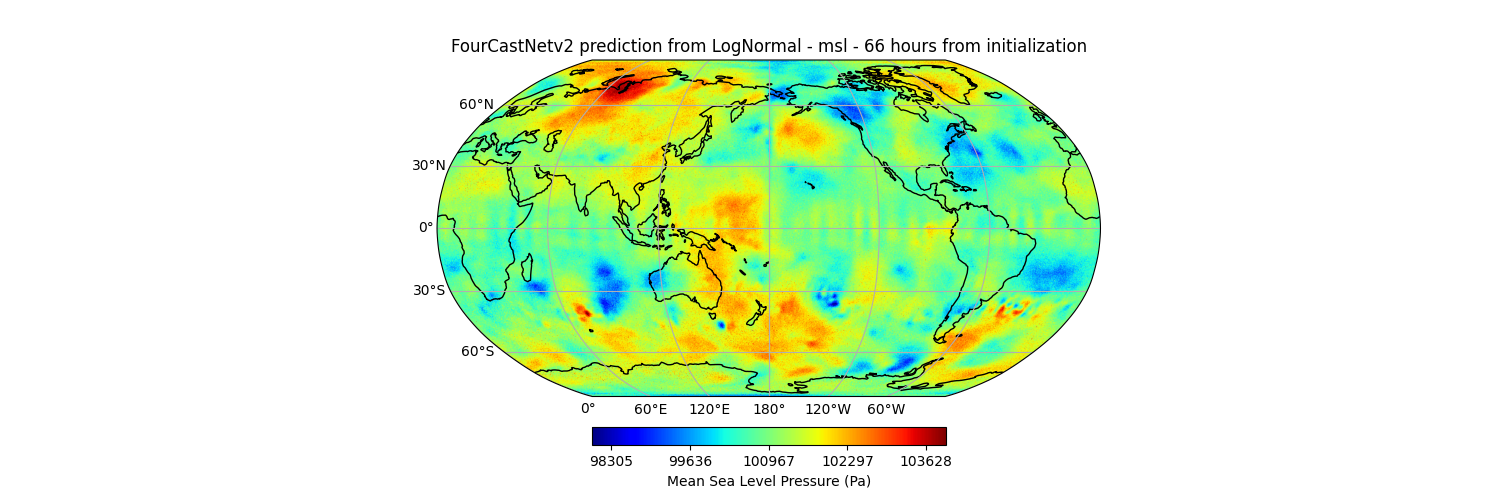 FourCastNetv2 prediction from LogNormal - msl - 66 hours from initialization
60°N
30°N
0°
30°S
60°S
0° 60°E 120°E 180° 120°W 60°W
98305 99636 100967 102297 103628
Mean Sea Level Pressure (Pa)